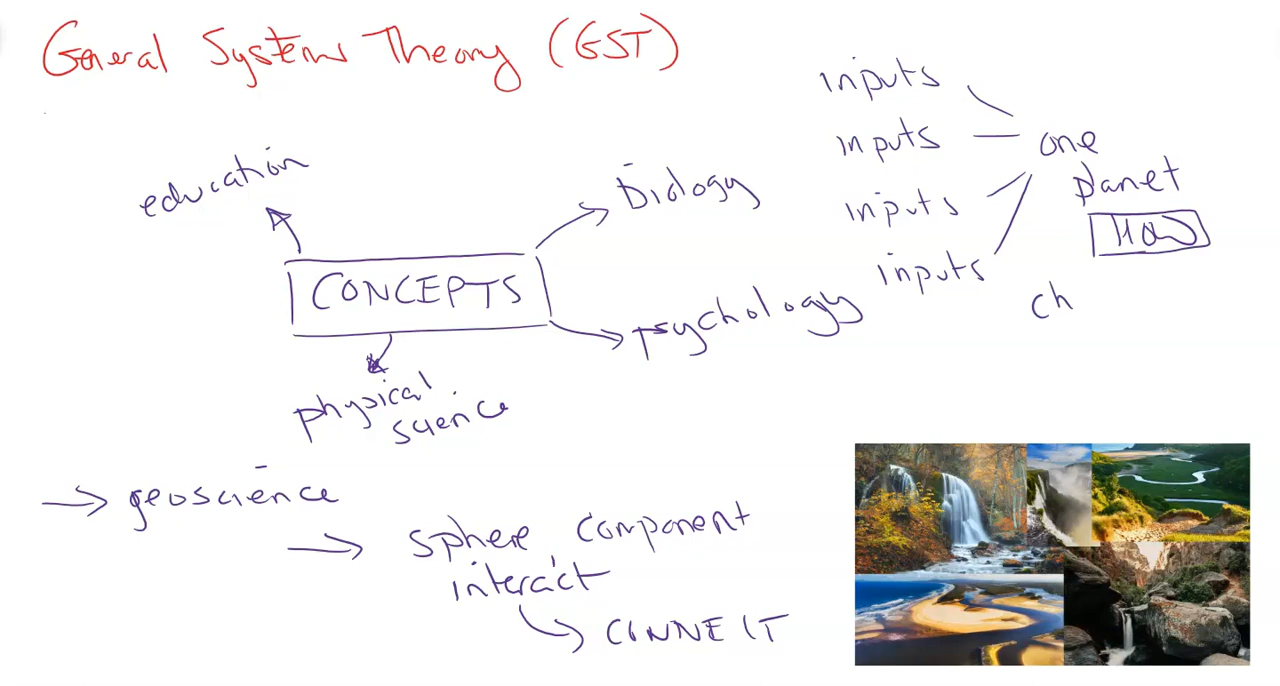 General Systems Theory (GST)
inputs
inputs
one
planet
inputs
HOW
inputs
ch
education
Biology
CONCEPTS
psychology
physical
science
→ geoscience
→ sphere, component
interact
CONNECT